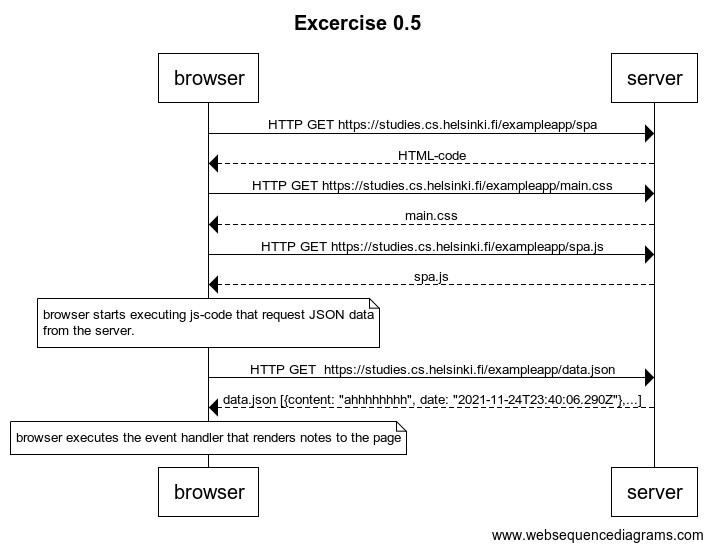 Excercise 0.5
browser
server
HTTP GET https://studies.cs.helsinki.fi/exampleapp/spa
HTML-code
HTTP GET https://studies.cs.helsinki.fi/exampleapp/main.css
main.css
HTTP GET https://studies.cs.helsinki.fi/exampleapp/spa.js
spa.js
browser starts executing js-code that request JSON data
from the server.
HTTP GET  https://studies.cs.helsinki.fi/exampleapp/data.json
data.json [{content: "ahhhhhhhh", date: "2021-11-24T23:40:06.290Z"},...]
browser executes the event handler that renders notes to the page
browser
server
www.websequencediagrams.com